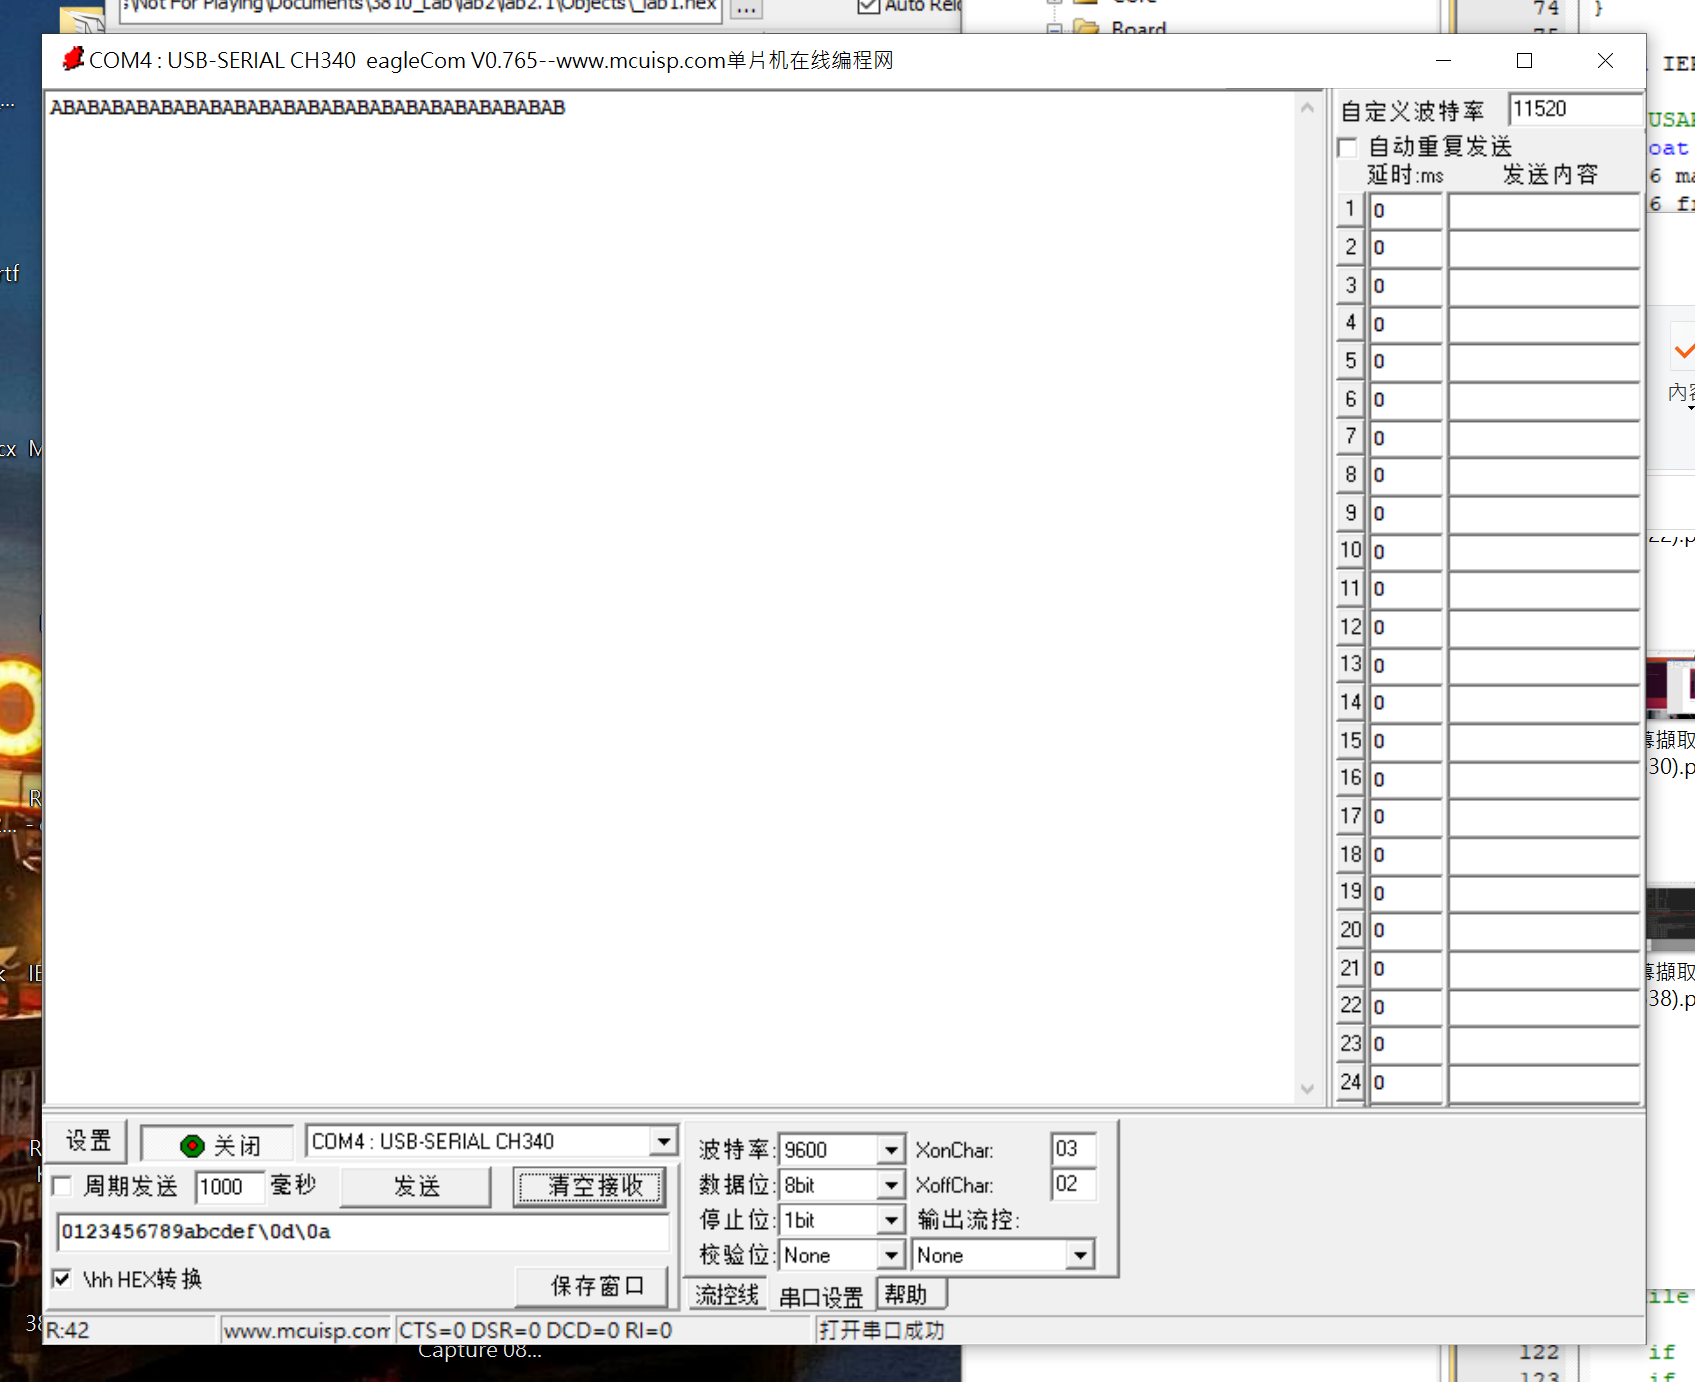 :\Not For Playing\Documents\3810_Lab\lab2\lab2.1\Objects\_lab1.hex
...
Board
74
}
COM4 : USB-SERIAL CH340 eagleCom V0.765--www.mcuisp.com单片机在线编程网
ABABABABABABABABABABABABABABABABABABABABAB
自定义波特率 11520
自动重复发送
延时:ms 发送内容
1 0
2 0
3 0
4 0
5 0
6 0
7 0
8 0
9 0
10 0
11 0
12 0
13 0
14 0
15 0
16 0
17 0
18 0
19 0
20 0
21 0
22 0
23 0
24 0
设置 关闭 COM4 : USB-SERIAL CH340
周期发送 1000 毫秒 发送 清空接收
0123456789abcdef\0d\0a
\hh HEX转换 保存窗口
波特率: 9600 XonChar: 03
数据位: 8bit XoffChar: 02
停止位: 1bit 输出流控:
校验位: None None
流控线 串口设置 帮助
R:42 www.mcuisp.com CTS=0 DSR=0 DCD=0 RI=0 打开串口成功
Capture 08...
122 if
30).p
38).p